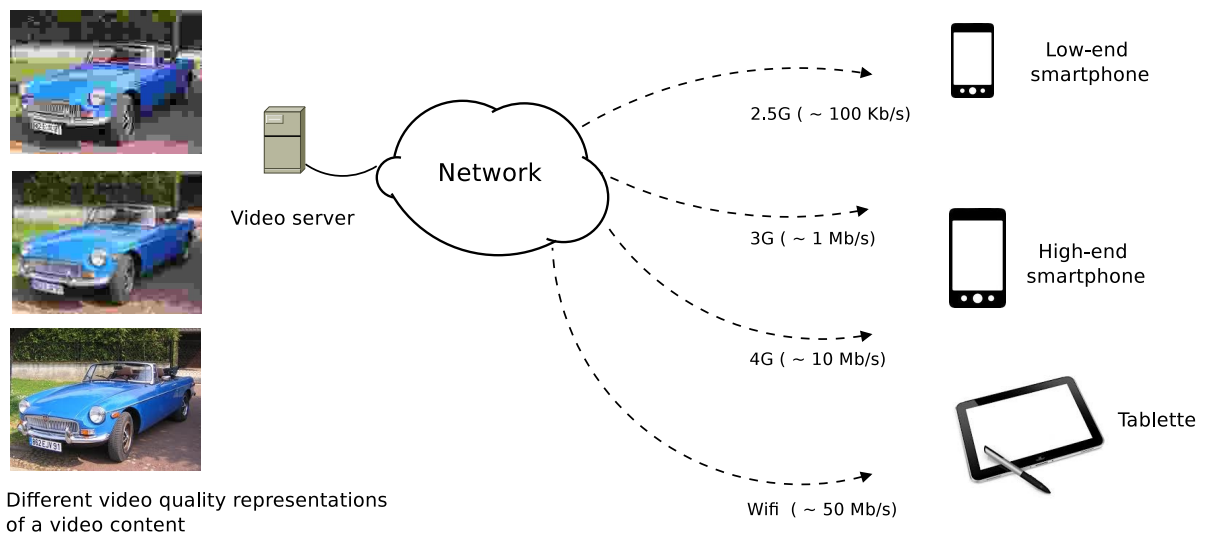 Low-end
smartphone
2.5G ( ~ 100 Kb/s)
Network
Video server
3G ( ~ 1 Mb/s)
High-end
smartphone
4G ( ~ 10 Mb/s)
Tablette
Wifi ( ~ 50 Mb/s)
Different video quality representations
of a video content